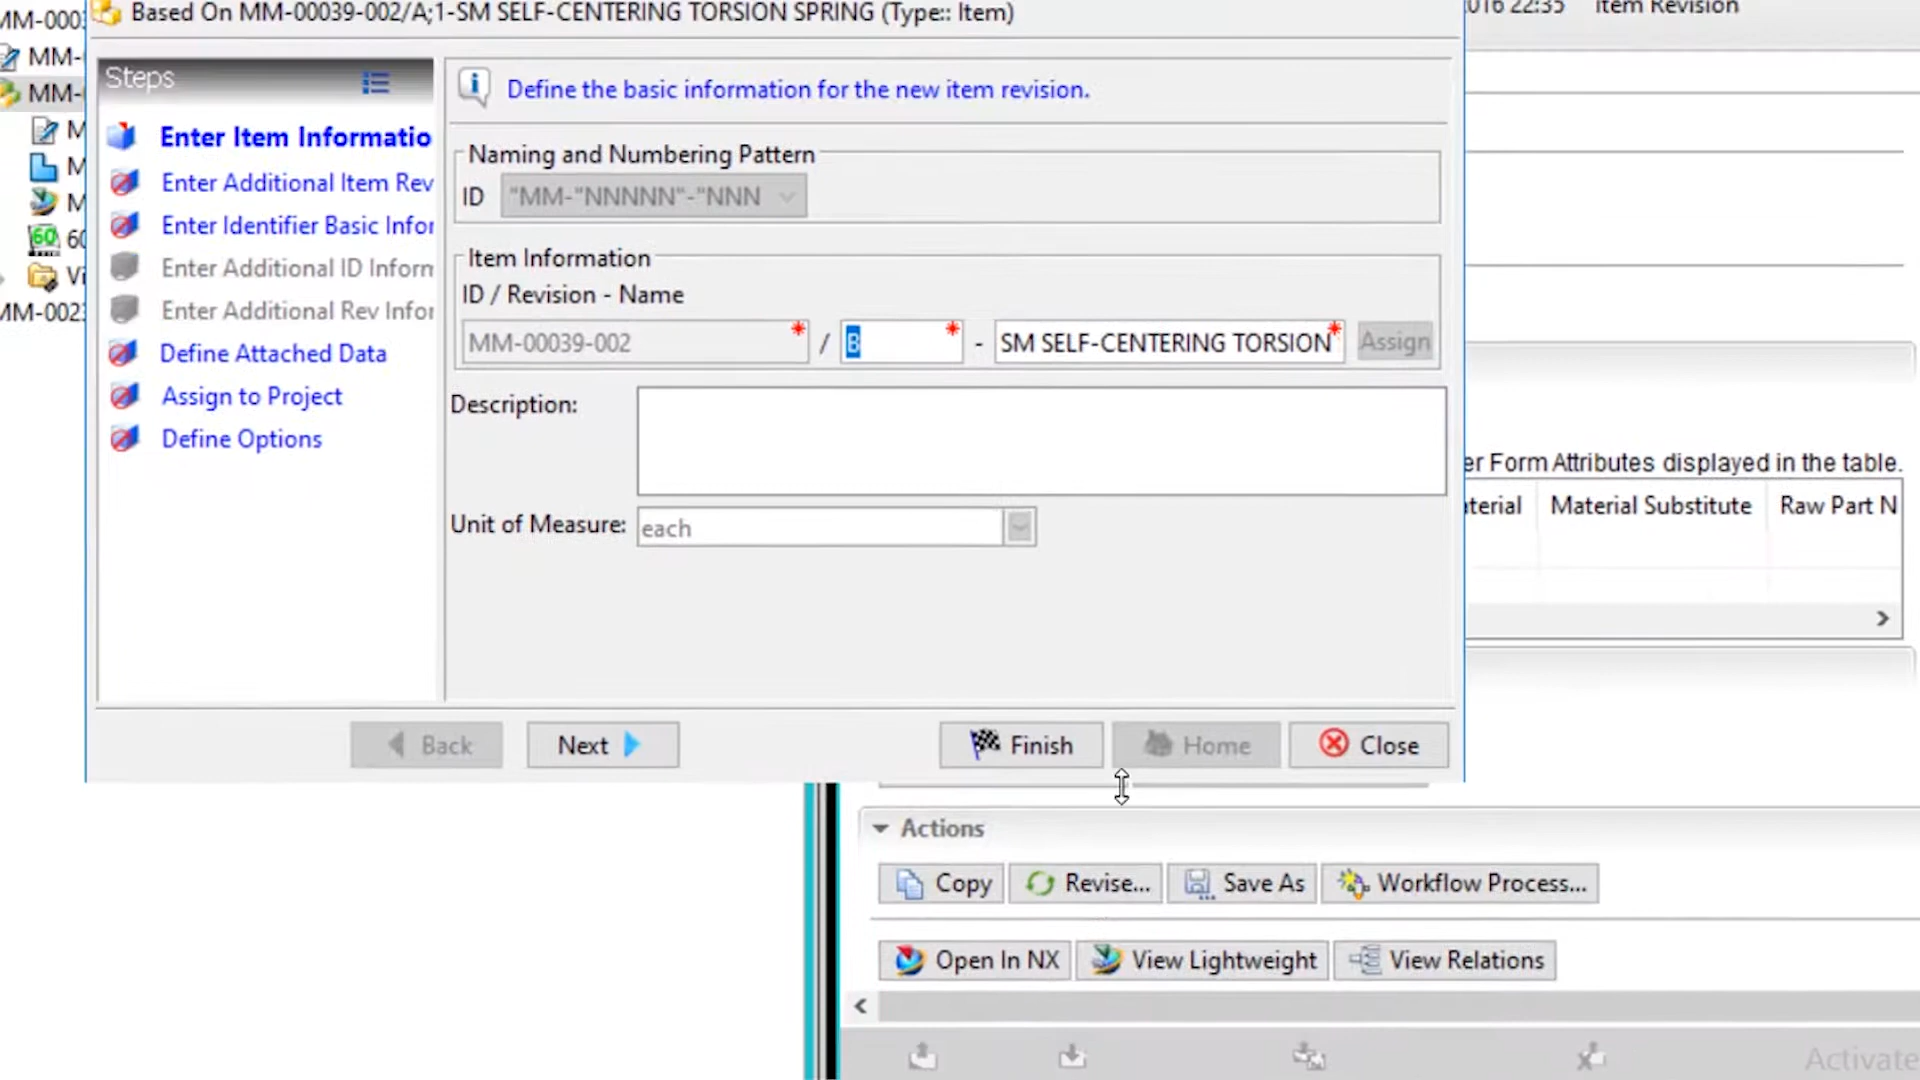 Based On MM-00039-002/A;1-SM SELF-CENTERING TORSION SPRING (Type:: Item)
2016 22:35 Item Revision
MM-0003
MM-
MM-
M
M
M
60
Vi
MM-0023
Steps
Enter Item Informatio
Enter Additional Item Rev
Enter Identifier Basic Infor
Enter Additional ID Inform
Enter Additional Rev Infor
Define Attached Data
Assign to Project
Define Options
Define the basic information for the new item revision.
Naming and Numbering Pattern
ID "MM-"NNNNN"-"NNN
Item Information
ID / Revision - Name
MM-00039-002 * / B * - SM SELF-CENTERING TORSION * Assign
Description:
Unit of Measure: each
Back Next Finish Home Close
er Form Attributes displayed in the table.
terial Material Substitute Raw Part N
Actions
Copy Revise... Save As Workflow Process...
Open In NX View Lightweight View Relations
Activate